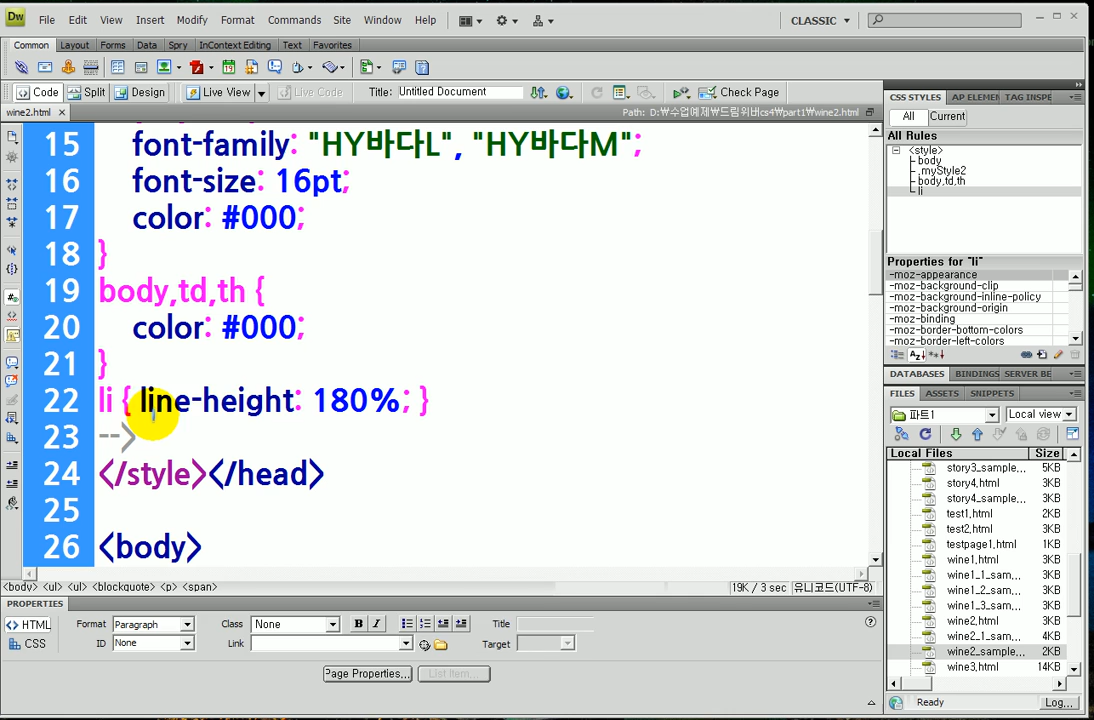 Dw File Edit View Insert Modify Format Commands Site Window Help CLASSIC
Common Layout Forms Data Spry InContext Editing Text Favorites
Code Split Design Live View Live Code Title: Untitled Document Check Page
wine2.html Path: D:₩수업예제₩드림위버cs4₩part1₩wine2.html
15 font-family: "HY바다L", "HY바다M";
16 font-size: 16pt;
17 color: #000;
18 }
19 body,td,th {
20 color: #000;
21 }
22 li { line-height: 180%; }
23 -->
24 </style></head>
25
26 <body>
<body> <ul> <ul> <blockquote> <p> <span> 19K / 3 sec 유니코드(UTF-8)
PROPERTIES
HTML Format Paragraph Class None B I Title
CSS ID None Link Target
Page Properties... List Item...
CSS STYLES AP ELEMEN TAG INSPE
All Current
All Rules
<style>
body
.myStyle2
body,td,th
li
Properties for "li"
-moz-appearance
-moz-background-clip
-moz-background-inline-policy
-moz-background-origin
-moz-binding
-moz-border-bottom-colors
-moz-border-left-colors
DATABASES BINDINGS SERVER BE
FILES ASSETS SNIPPETS
파트1 Local view
Local Files Size
story3_sample... 5KB
story4.html 3KB
story4_sample... 3KB
test1.html 2KB
test2.html 3KB
testpage1.html 1KB
wine1.html 3KB
wine1_1_sam... 3KB
wine1_2_sam... 3KB
wine1_3_sam... 3KB
wine2.html 3KB
wine2_1_sam... 4KB
wine2_sample... 2KB
wine3.html 14KB
Ready Log...